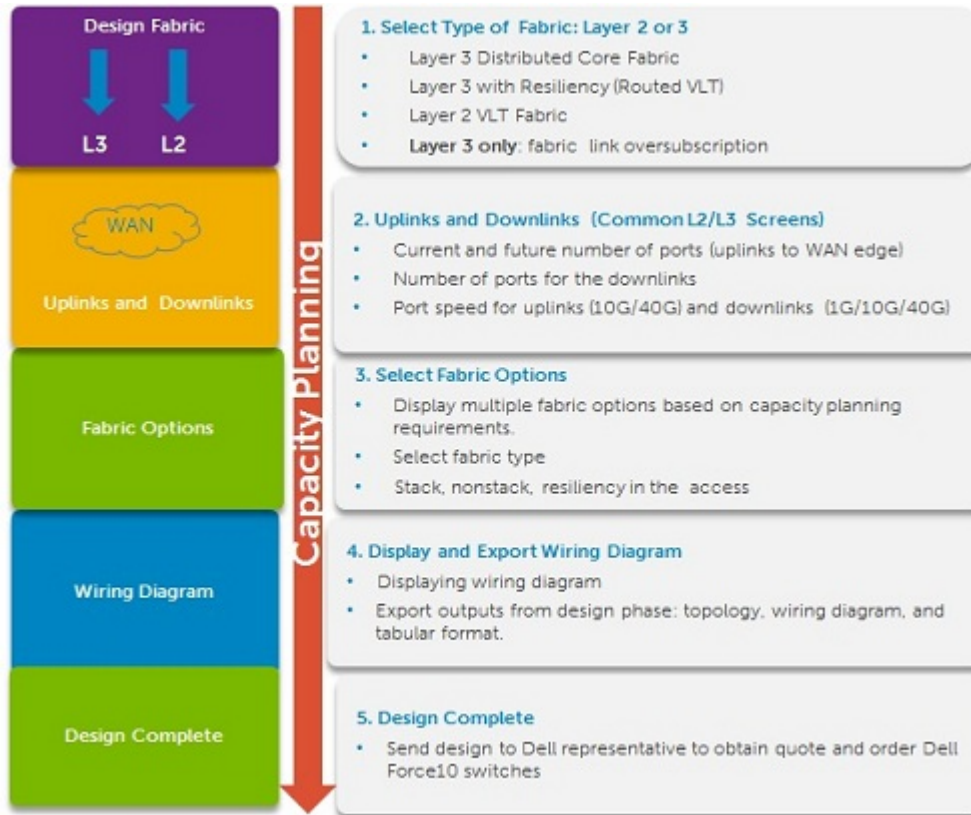 Design Fabric
L3 L2
WAN
Uplinks and Downlinks
Fabric Options
Wiring Diagram
Design Complete
Capacity Planning
1. Select Type of Fabric: Layer 2 or 3
• Layer 3 Distributed Core Fabric
• Layer 3 with Resiliency (Routed VLT)
• Layer 2 VLT Fabric
• Layer 3 only: fabric link oversubscription
2. Uplinks and Downlinks (Common L2/L3 Screens)
• Current and future number of ports (uplinks to WAN edge)
• Number of ports for the downlinks
• Port speed for uplinks (10G/40G) and downlinks (1G/10G/40G)
3. Select Fabric Options
• Display multiple fabric options based on capacity planning
requirements.
• Select fabric type
• Stack, nonstack, resiliency in the access
4. Display and Export Wiring Diagram
• Displaying wiring diagram
• Export outputs from design phase: topology, wiring diagram, and
tabular format.
5. Design Complete
• Send design to Dell representative to obtain quote and order Dell
Force10 switches